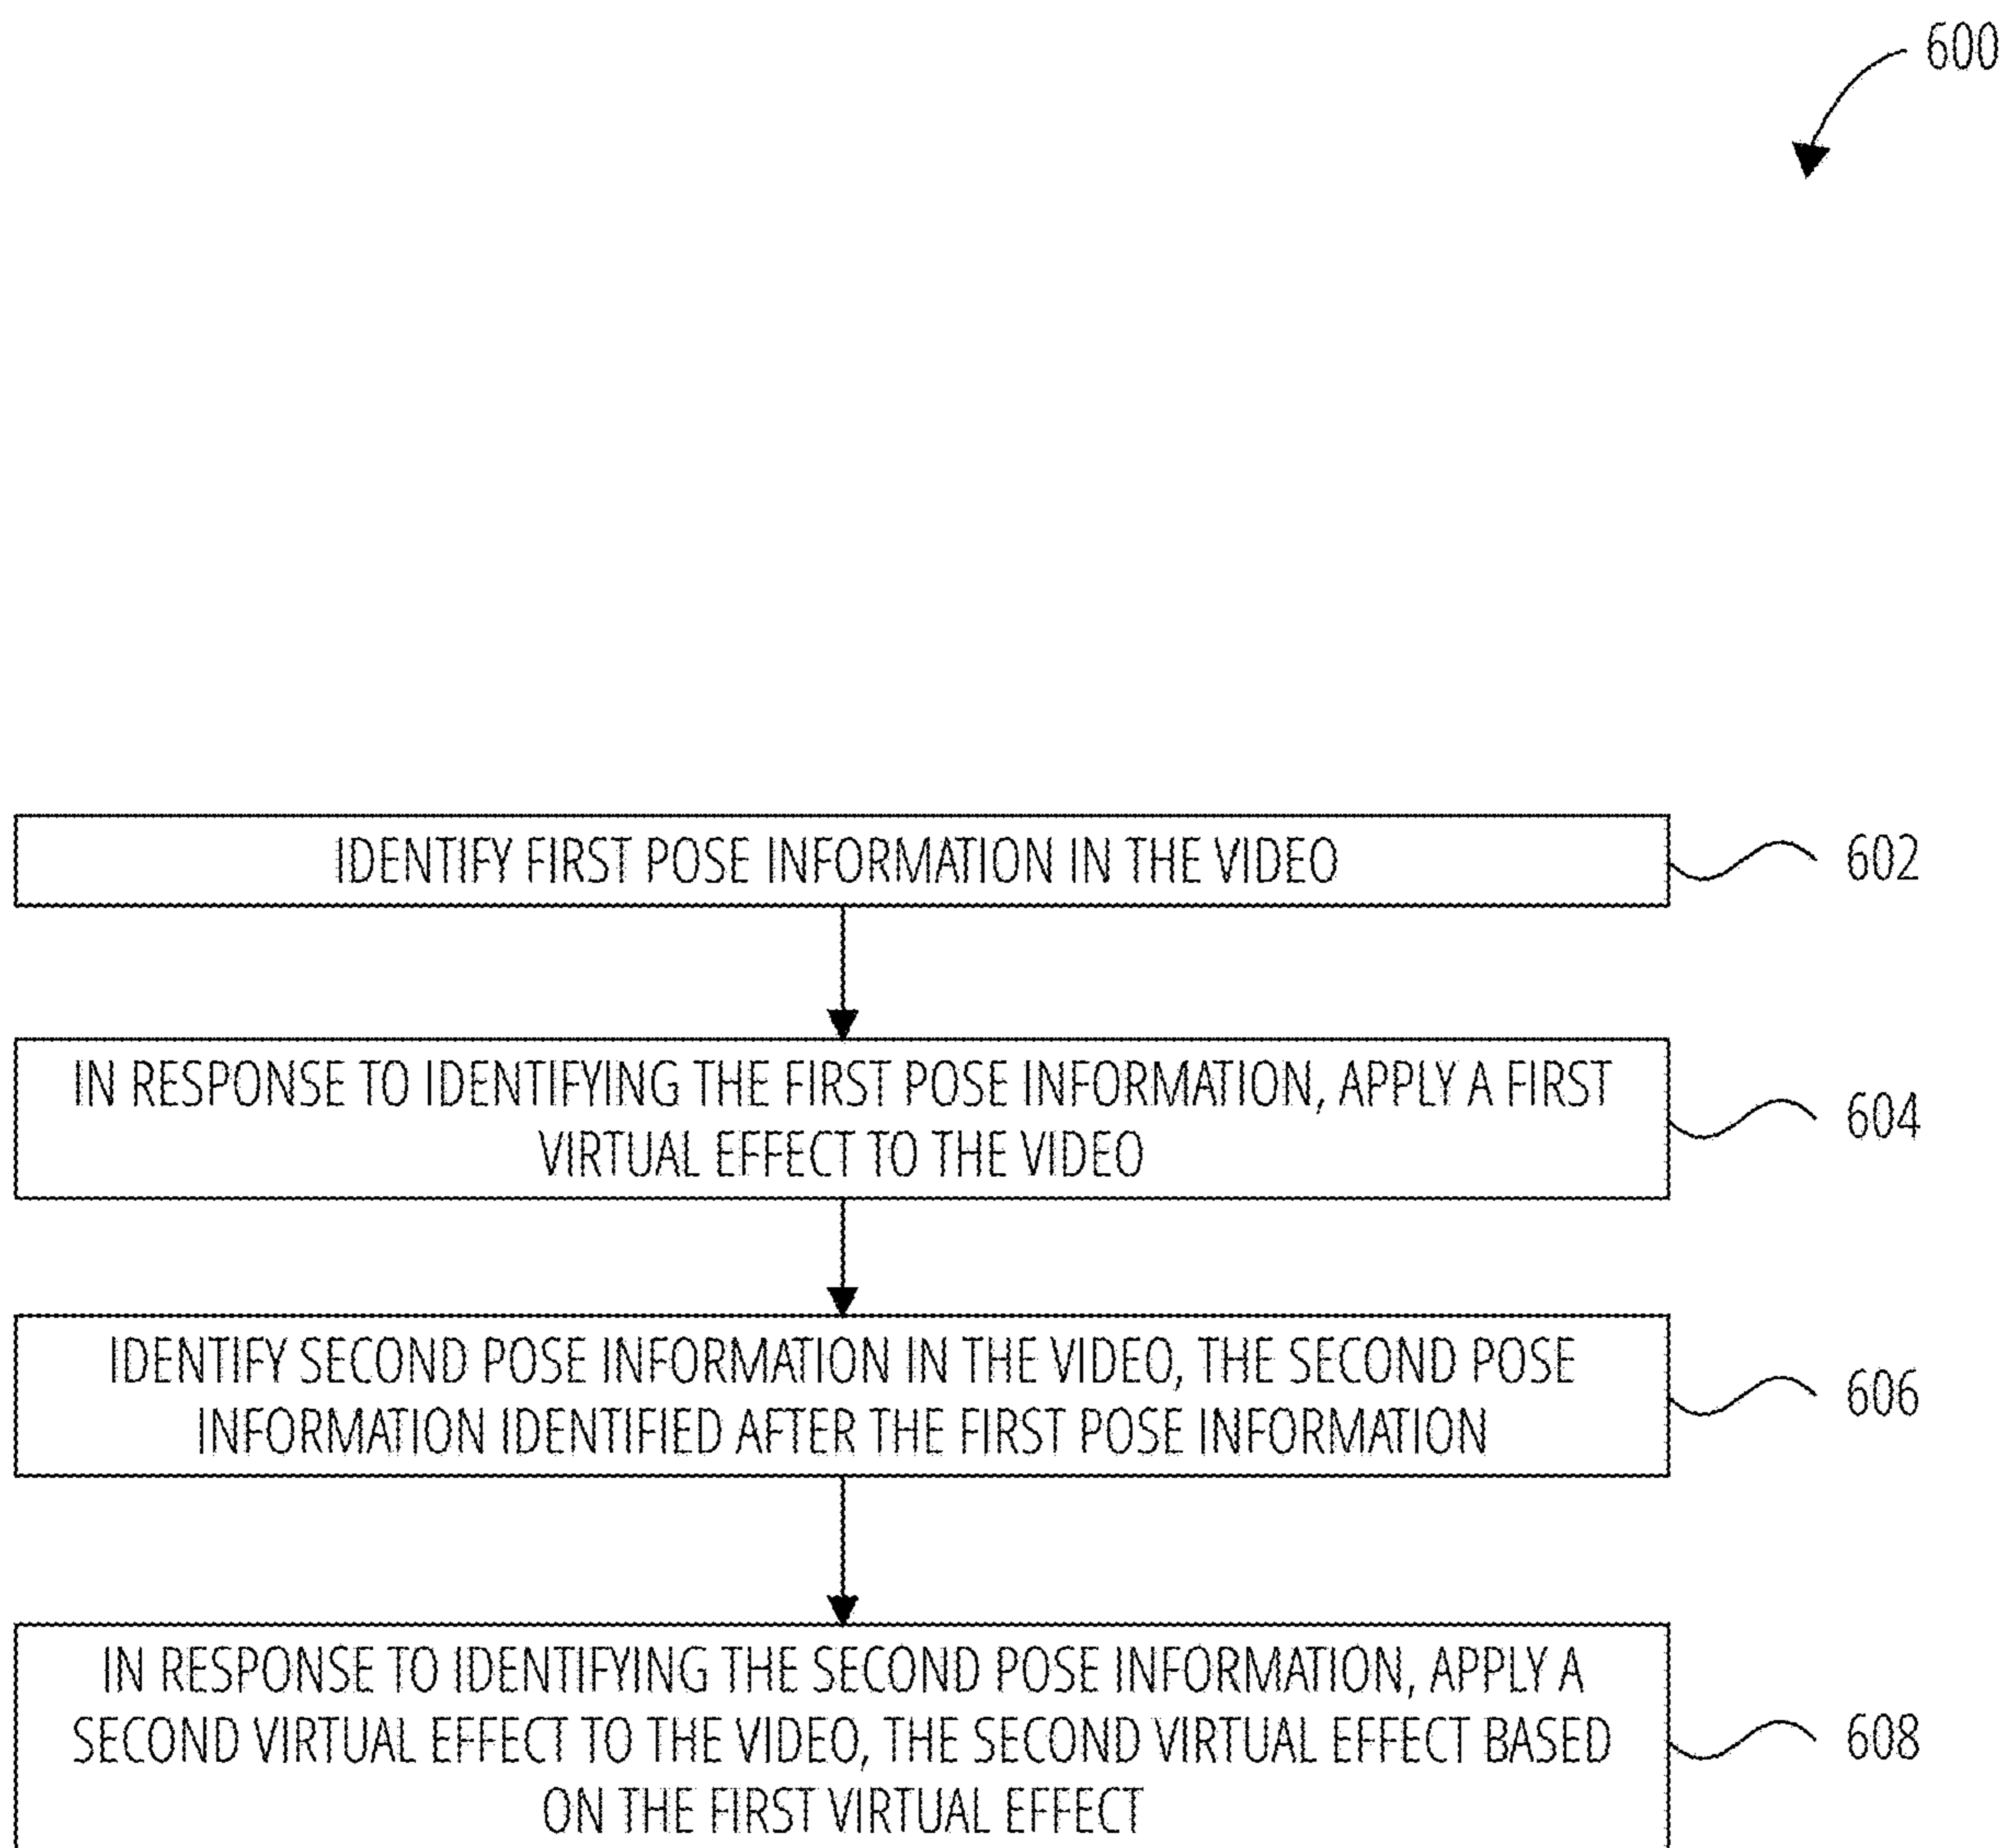 600
IDENTIFY FIRST POSE INFORMATION IN THE VIDEO
602
IN RESPONSE TO IDENTIFYING THE FIRST POSE INFORMATION, APPLY A FIRST
VIRTUAL EFFECT TO THE VIDEO
604
IDENTIFY SECOND POSE INFORMATION IN THE VIDEO, THE SECOND POSE
INFORMATION IDENTIFIED AFTER THE FIRST POSE INFORMATION
606
IN RESPONSE TO IDENTIFYING THE SECOND POSE INFORMATION, APPLY A
SECOND VIRTUAL EFFECT TO THE VIDEO, THE SECOND VIRTUAL EFFECT BASED
ON THE FIRST VIRTUAL EFFECT
608